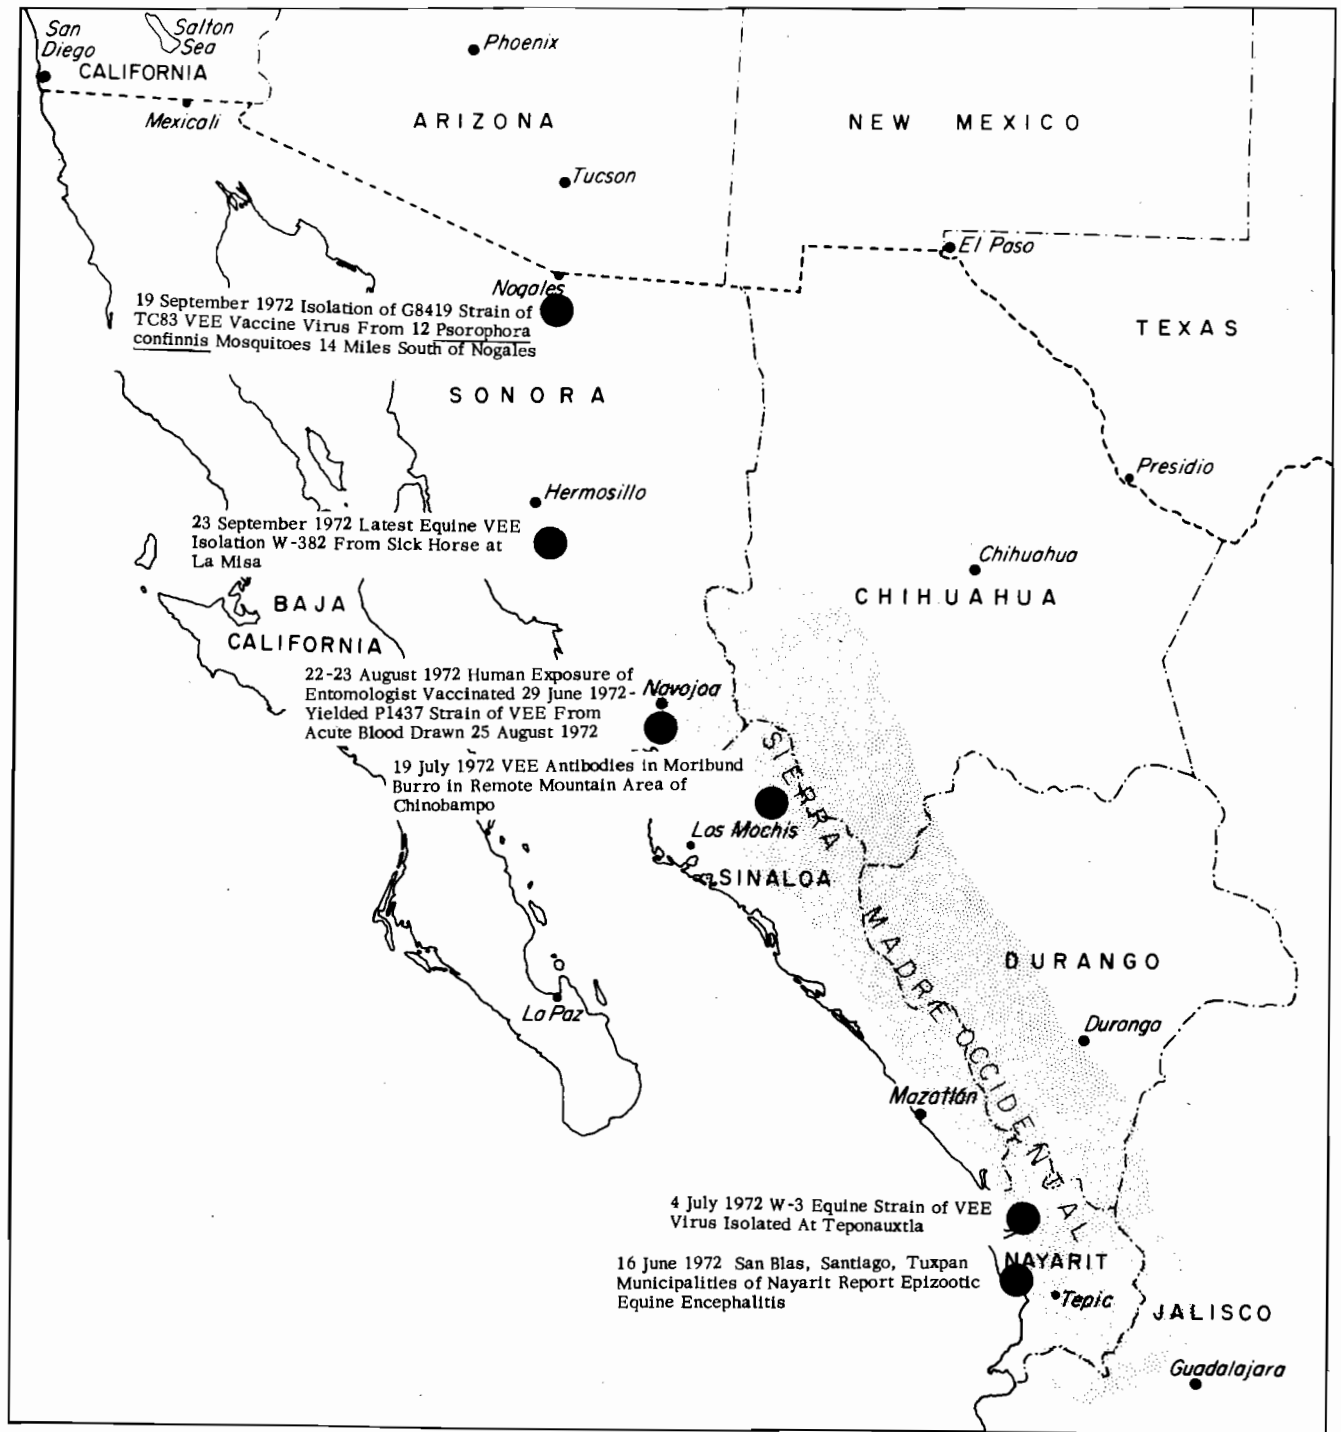 San
Diego
Salton
Sea
CALIFORNIA
Mexicali
Phoenix
ARIZONA
NEW MEXICO
Tucson
El Paso
Nogales
19 September 1972 Isolation of G8419 Strain of
TC83 VEE Vaccine Virus From 12 Psorophora
confinnis Mosquitoes 14 Miles South of Nogales
TEXAS
SONORA
Presidio
Hermosillo
23 September 1972 Latest Equine VEE
Isolation W-382 From Sick Horse at
La Misa
Chihuahua
CHIHUAHUA
BAJA
CALIFORNIA
22-23 August 1972 Human Exposure of
Entomologist Vaccinated 29 June 1972-
Yielded P1437 Strain of VEE From
Acute Blood Drawn 25 August 1972
Navojoa
19 July 1972 VEE Antibodies in Moribund
Burro in Remote Mountain Area of
Chinobampo
SIERRA MADRE OCCIDENTAL
Los Mochis
SINALOA
DURANGO
La Paz
Durango
Mazatlán
4 July 1972 W-3 Equine Strain of VEE
Virus Isolated At Teponauxtla
16 June 1972 San Blas, Santiago, Tuxpan
Municipalities of Nayarit Report Epizootic
Equine Encephalitis
NAYARIT
Tepic
JALISCO
Guadalajara